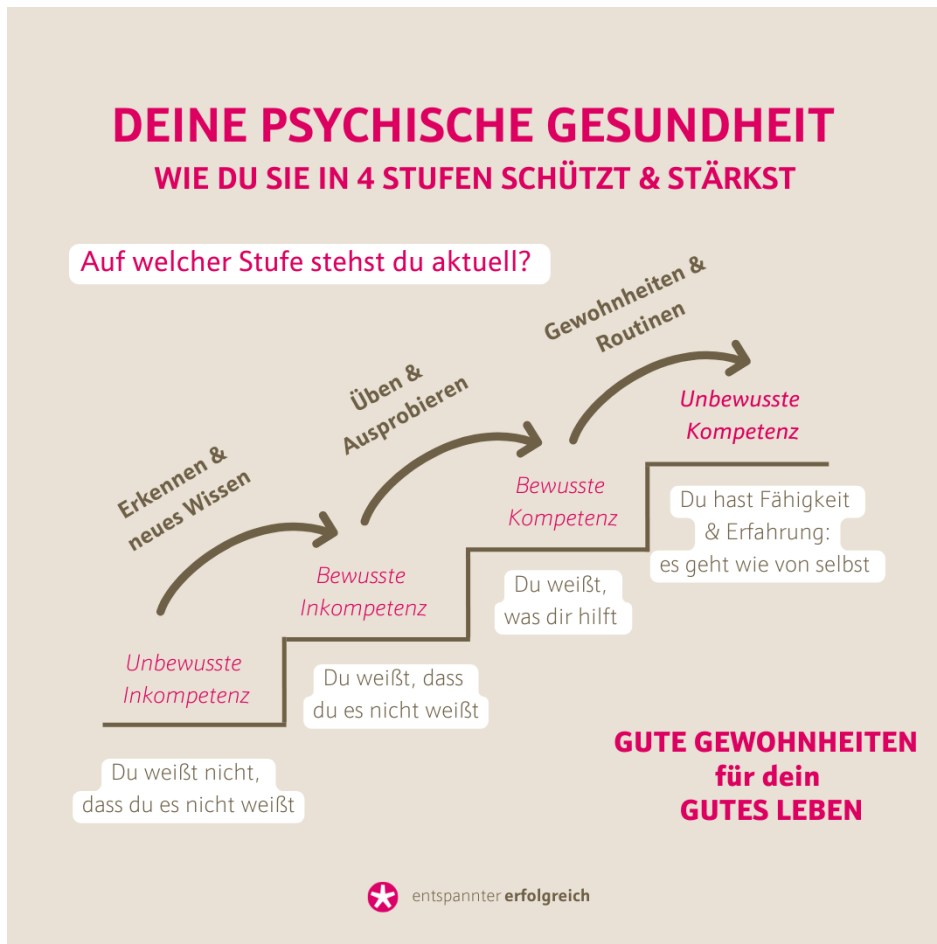 DEINE PSYCHISCHE GESUNDHEIT
WIE DU SIE IN 4 STUFEN SCHÜTZT & STÄRKST
Auf welcher Stufe stehst du aktuell?
Erkennen &
neues Wissen
Üben &
Ausprobieren
Gewohnheiten &
Routinen
Unbewusste
Inkompetenz
Du weißt nicht,
dass du es nicht weißt
Bewusste
Inkompetenz
Du weißt, dass
du es nicht weißt
Bewusste
Kompetenz
Du weißt,
was dir hilft
Unbewusste
Kompetenz
Du hast Fähigkeit
& Erfahrung:
es geht wie von selbst
GUTE GEWOHNHEITEN
für dein
GUTES LEBEN
entspannter erfolgreich